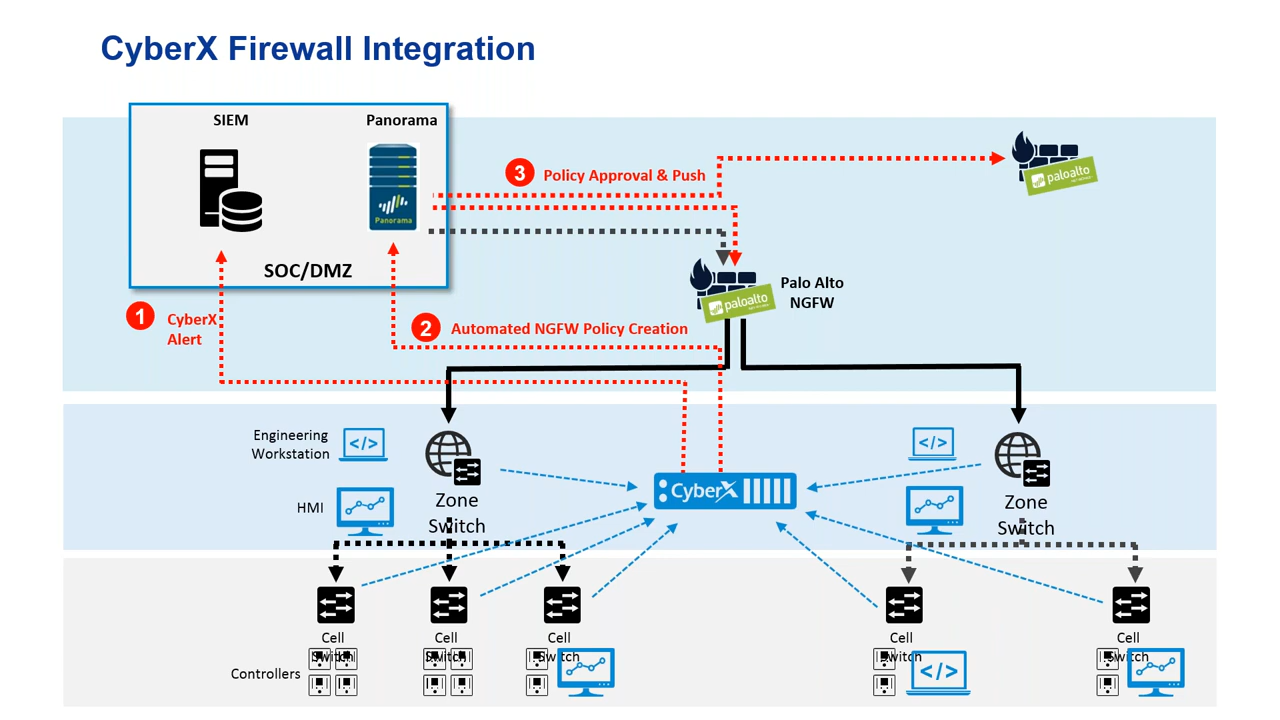 CyberX Firewall Integration
SIEM
Panorama
Panorama
SOC/DMZ
3 Policy Approval & Push
paloalto
paloalto
Palo Alto
NGFW
1 CyberX
Alert
2 Automated NGFW Policy Creation
Engineering
Workstation
</>
</>
HMI
Zone
Switch
CyberX
Zone
Switch
Cell
Switch
Cell
Switch
Cell
Switch
Cell
Switch
Cell
Switch
Controllers
</>